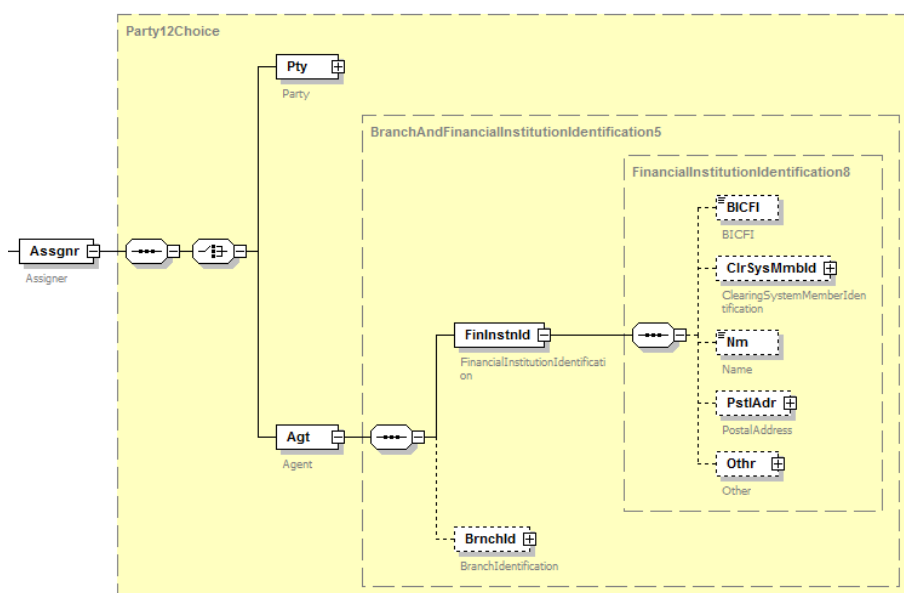 Party12Choice
Pty
Party
BranchAndFinancialInstitutionIdentification5
FinancialInstitutionIdentification8
BICFI
BICFI
Assgnr
Assigner
ClrSysMmbId
ClearingSystemMemberIden
tification
FinInstnId
FinancialInstitutionIdentificati
on
Nm
Name
PstlAdr
PostalAddress
Agt
Agent
Othr
Other
BrnchId
BranchIdentification